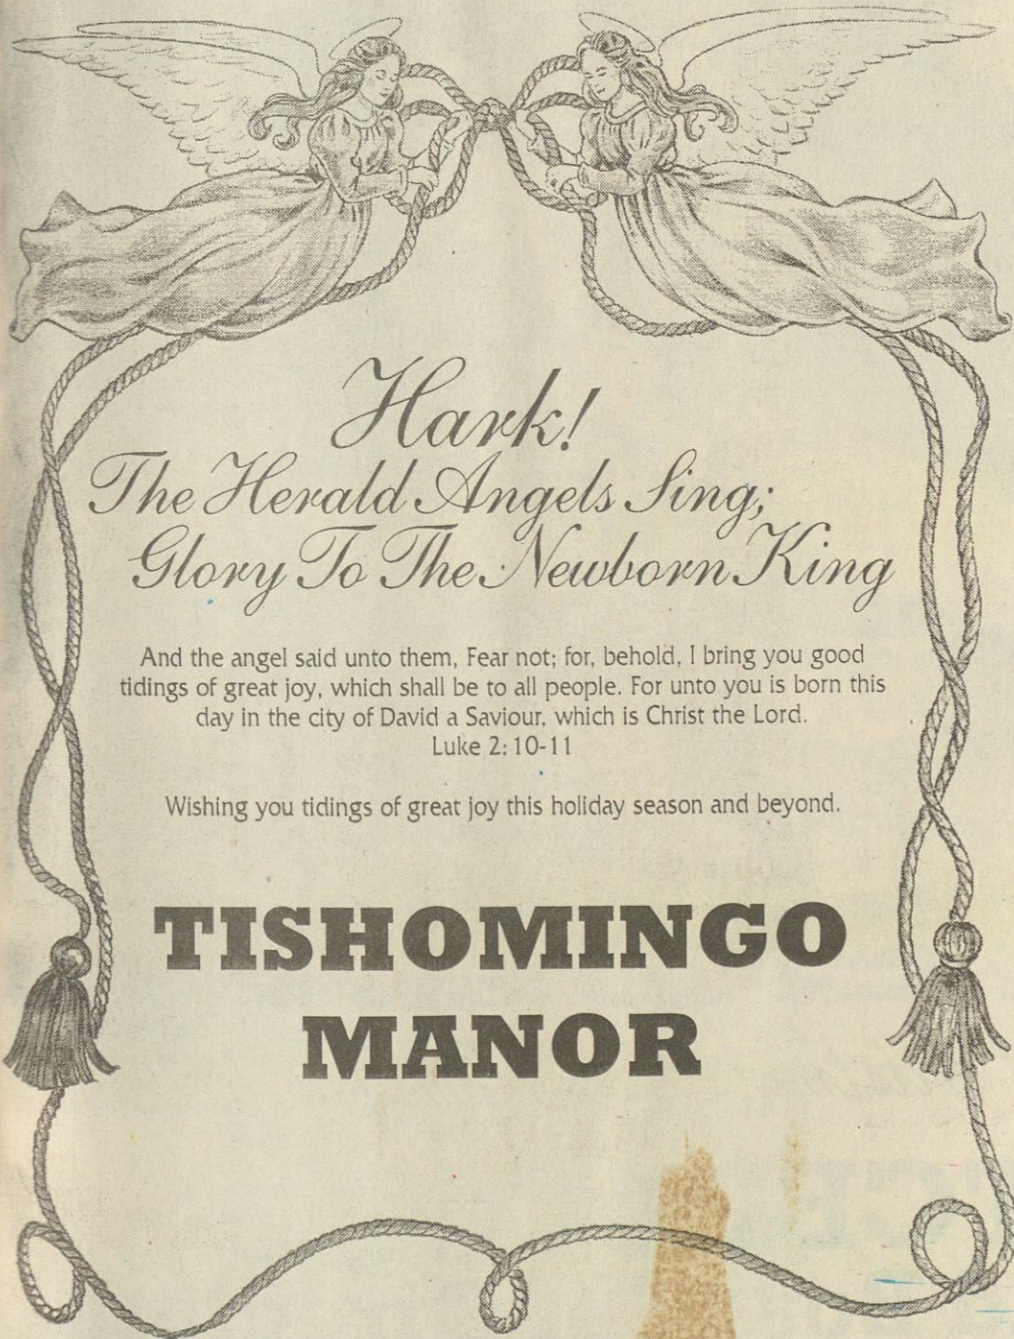 Hark!
The Herald Angels Sing;
Glory To The Newborn King
And the angel said unto them, Fear not; for, behold, I bring you good
tidings of great joy, which shall be to all people. For unto you is born this
day in the city of David a Saviour, which is Christ the Lord.
Luke 2:10-11
Wishing you tidings of great joy this holiday season and beyond.
TISHOMINGO
MANOR